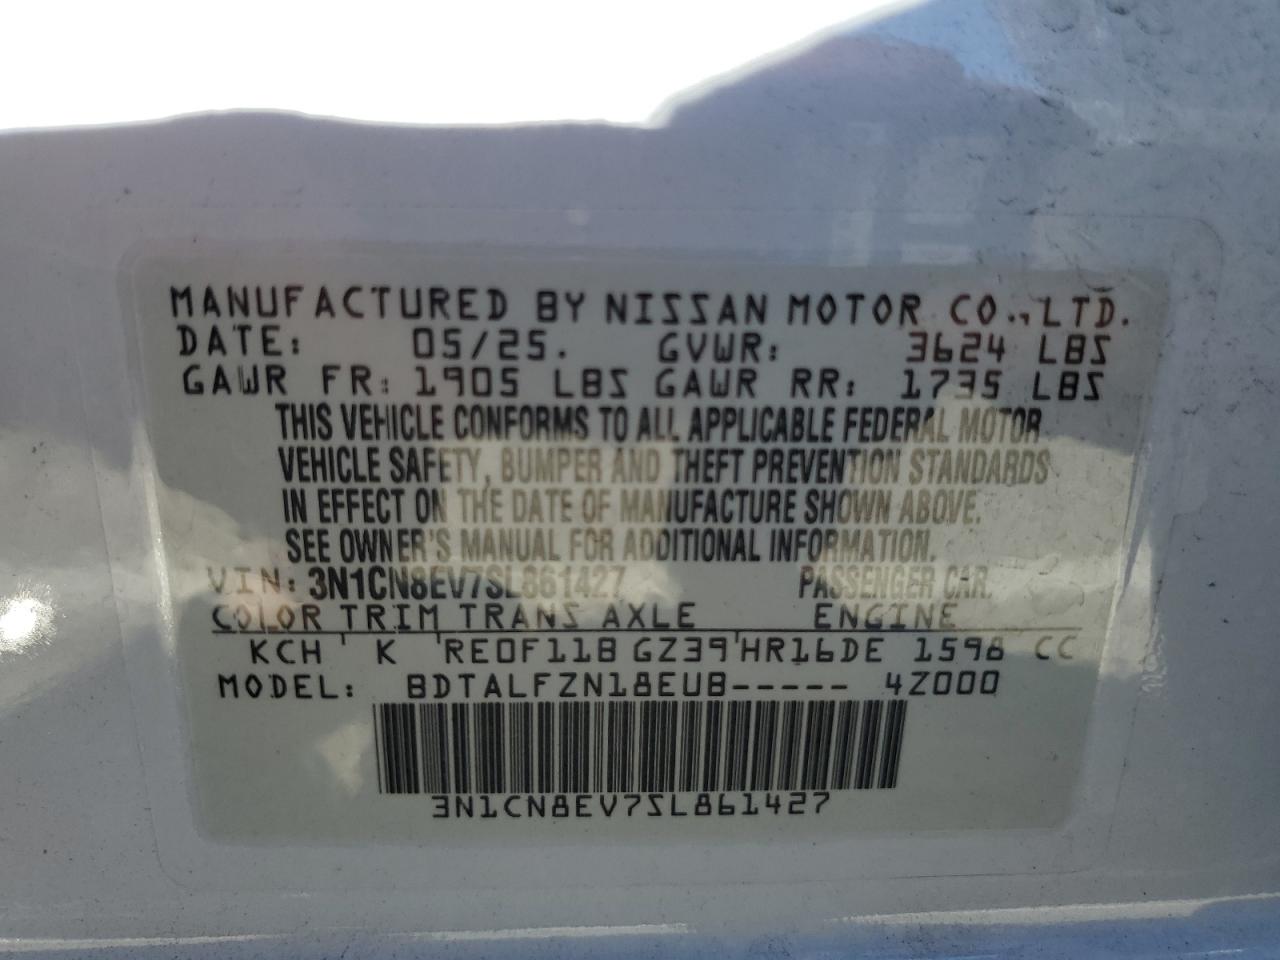 MANUFACTURED BY NISSAN MOTOR CO., LTD.
DATE: 05/25. GVWR: 3624 LBS
GAWR FR: 1905 LBS GAWR RR: 1735 LBS
THIS VEHICLE CONFORMS TO ALL APPLICABLE FEDERAL MOTOR
VEHICLE SAFETY, BUMPER AND THEFT PREVENTION STANDARDS
IN EFFECT ON THE DATE OF MANUFACTURE SHOWN ABOVE.
SEE OWNER'S MANUAL FOR ADDITIONAL INFORMATION.
VIN: 3N1CN8EV7SL861427 PASSENGER CAR.
COLOR TRIM TRANS AXLE ENGINE
KCH K RE0F11B GZ39 HR16DE 1598 CC
MODEL: BDTALFZN18EUB----- 4Z000
3N1CN8EV7SL861427